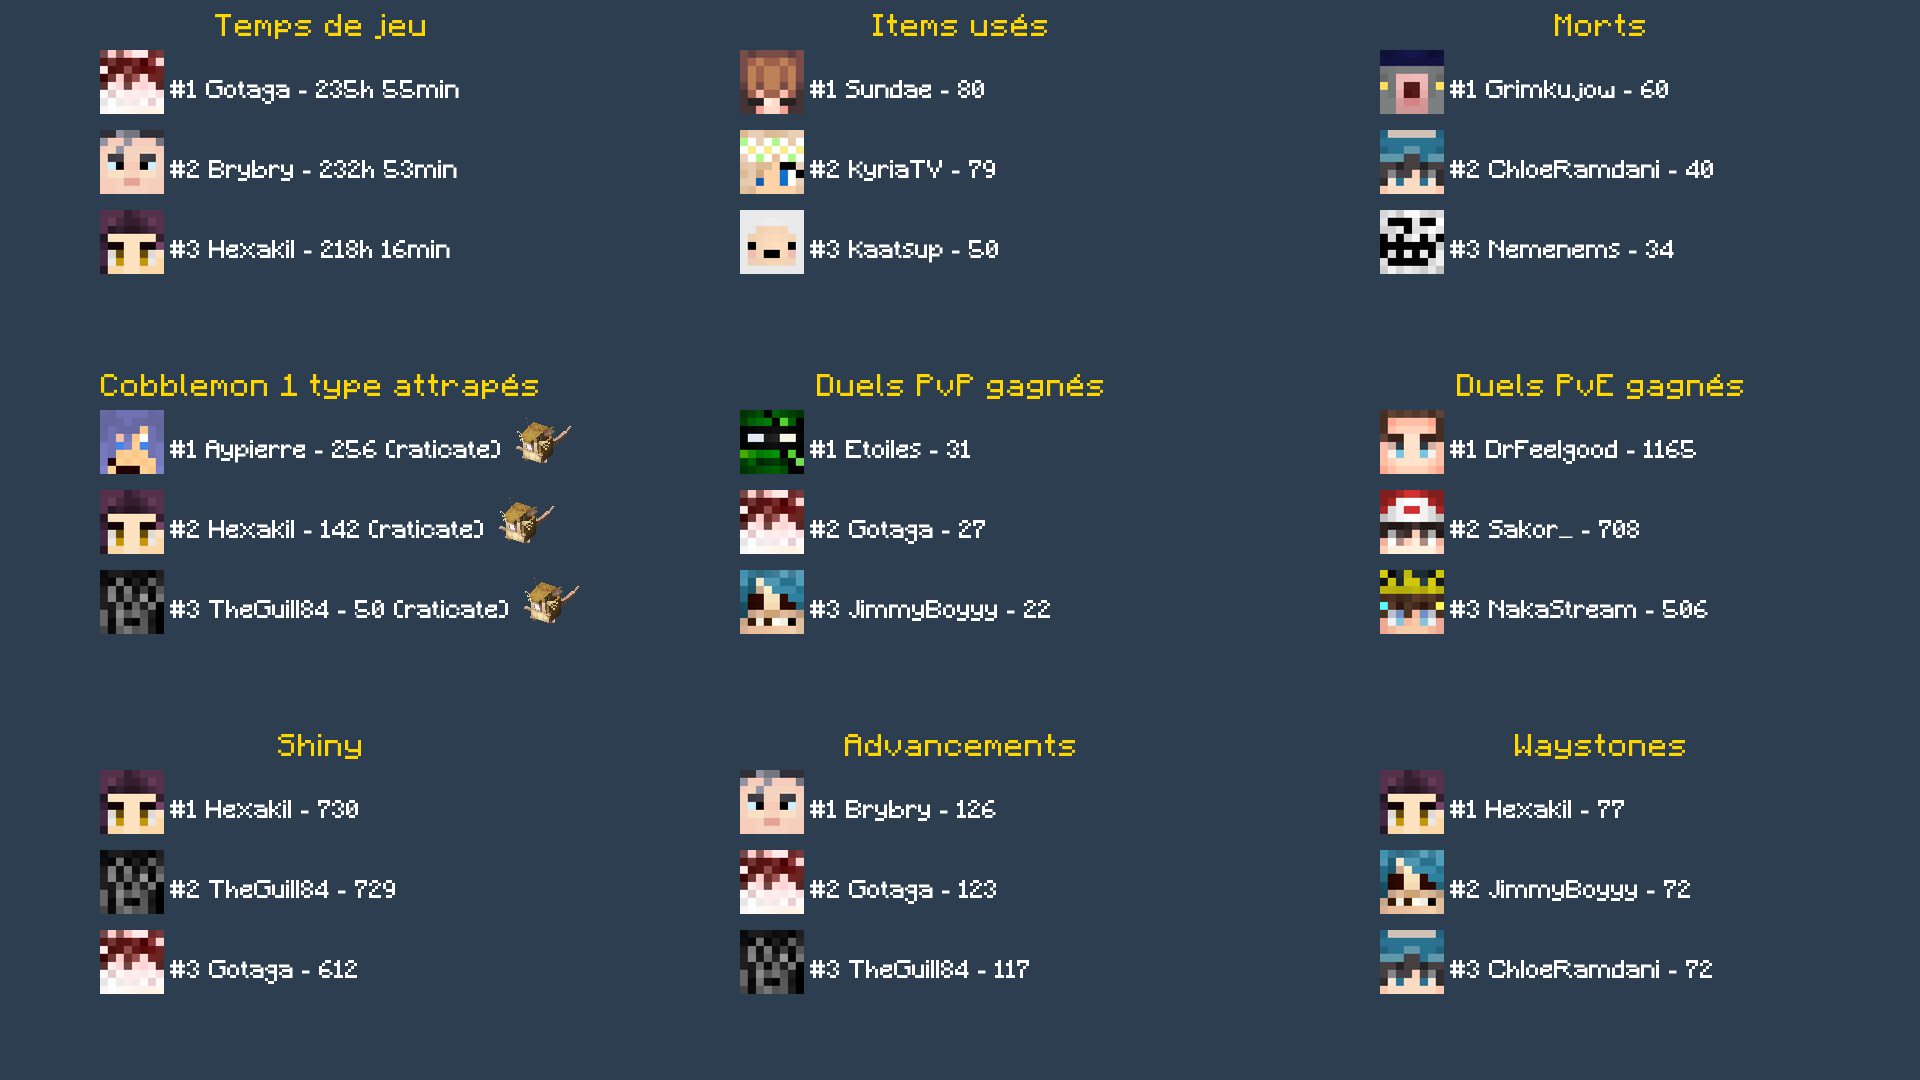 Temps de jeu
#1 Gotaga - 235h 55min
#2 Brybry - 232h 53min
#3 Hexakil - 218h 16min
Items usés
#1 Sundae - 80
#2 KyriaTV - 79
#3 Kaatsup - 50
Morts
#1 Grimkujow - 60
#2 ChloeRamdani - 40
#3 Nemenems - 34
Cobblemon 1 type attrapés
#1 Aypierre - 256 (raticate)
#2 Hexakil - 142 (raticate)
#3 TheGuill84 - 50 (raticate)
Duels PvP gagnés
#1 Etoiles - 31
#2 Gotaga - 27
#3 JimmyBoyyy - 22
Duels PvE gagnés
#1 DrFeelgood - 1165
#2 Sakor_ - 708
#3 NakaStream - 506
Shiny
#1 Hexakil - 730
#2 TheGuill84 - 729
#3 Gotaga - 612
Advancements
#1 Brybry - 126
#2 Gotaga - 123
#3 TheGuill84 - 117
Waystones
#1 Hexakil - 77
#2 JimmyBoyyy - 72
#3 ChloeRamdani - 72